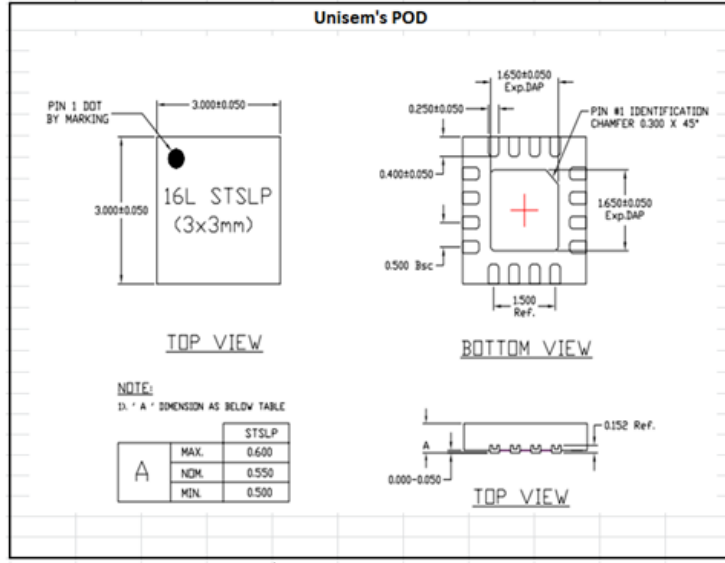 Unisem's POD
PIN 1 DOT
BY MARKING
3.000±0.050
3.000±0.050
16L STSLP
(3x3mm)
TOP VIEW
1.650±0.050
Exp.DAP
0.250±0.050
PIN #1 IDENTIFICATION
CHAMFER 0.300 X 45°
0.400±0.050
1.650±0.050
Exp.DAP
0.500 Bsc
1.500
Ref.
BOTTOM VIEW
NOTE:
1). ' A ' DIMENSION AS BELOW TABLE
STSLP
A
MAX. 0.600
NOM. 0.550
MIN. 0.500
A
0.152 Ref.
0.000-0.050
TOP VIEW